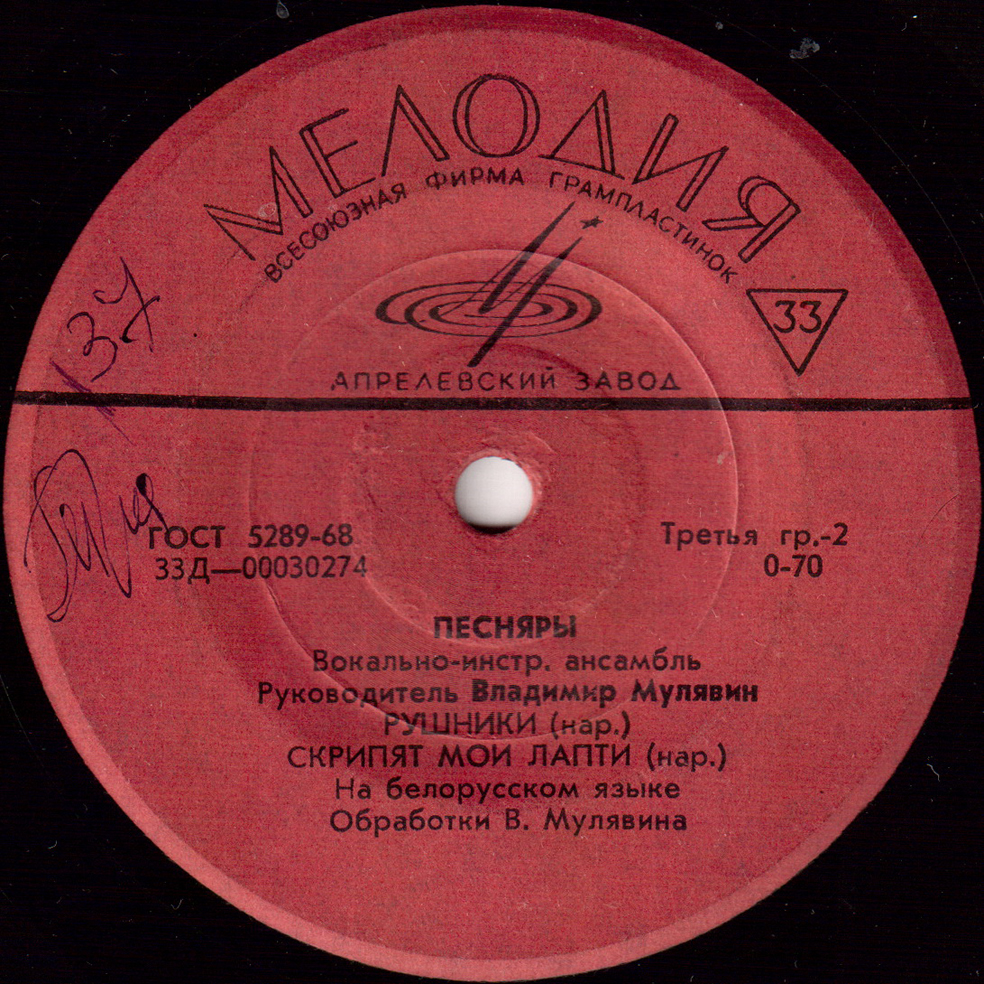 МЕЛОДИЯ
ВСЕСОЮЗНАЯ ФИРМА ГРАМПЛАСТИНОК
33
АПРЕЛЕВСКИЙ ЗАВОД
137
ГОСТ 5289-68
33Д—00030274
Третья гр.-2
0-70
ПЕСНЯРЫ
Вокально-инстр. ансамбль
Руководитель Владимир Мулявин
РУШНИКИ (нар.)
СКРИПЯТ МОИ ЛАПТИ (нар.)
На белорусском языке
Обработки В. Мулявина